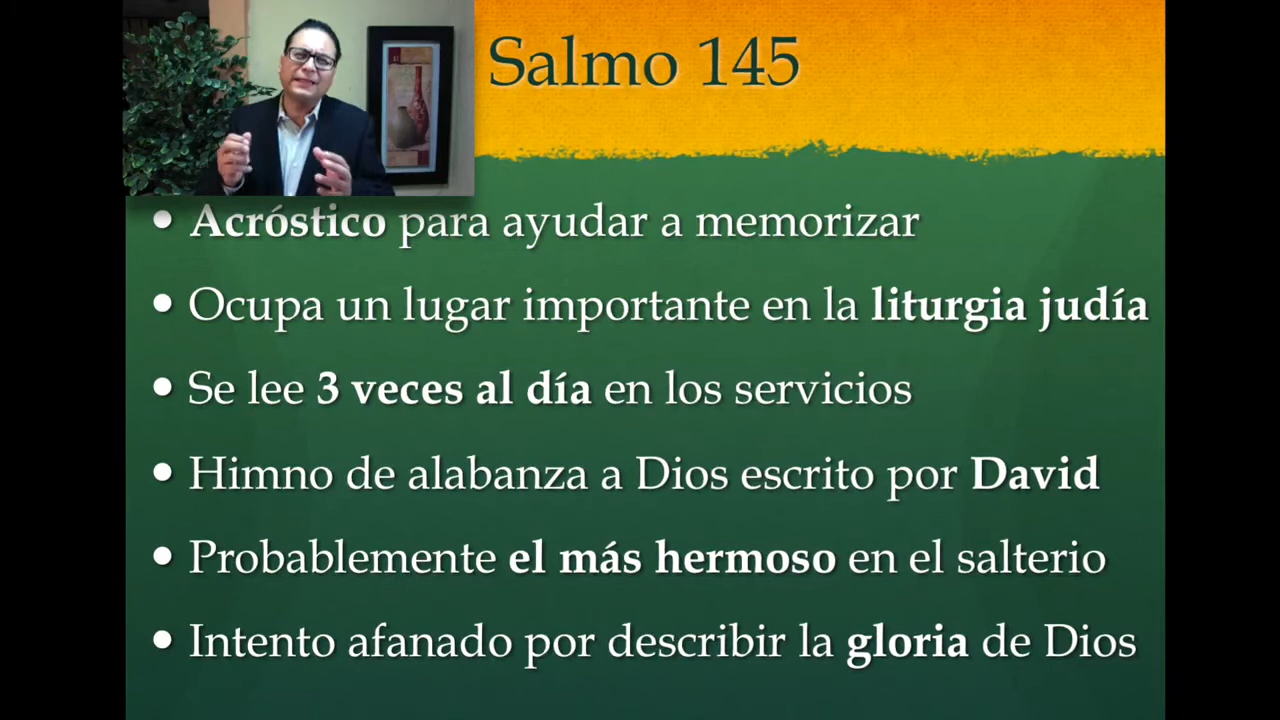 Salmo 145
• Acróstico para ayudar a memorizar
• Ocupa un lugar importante en la liturgia judía
• Se lee 3 veces al día en los servicios
• Himno de alabanza a Dios escrito por David
• Probablemente el más hermoso en el salterio
• Intento afanado por describir la gloria de Dios